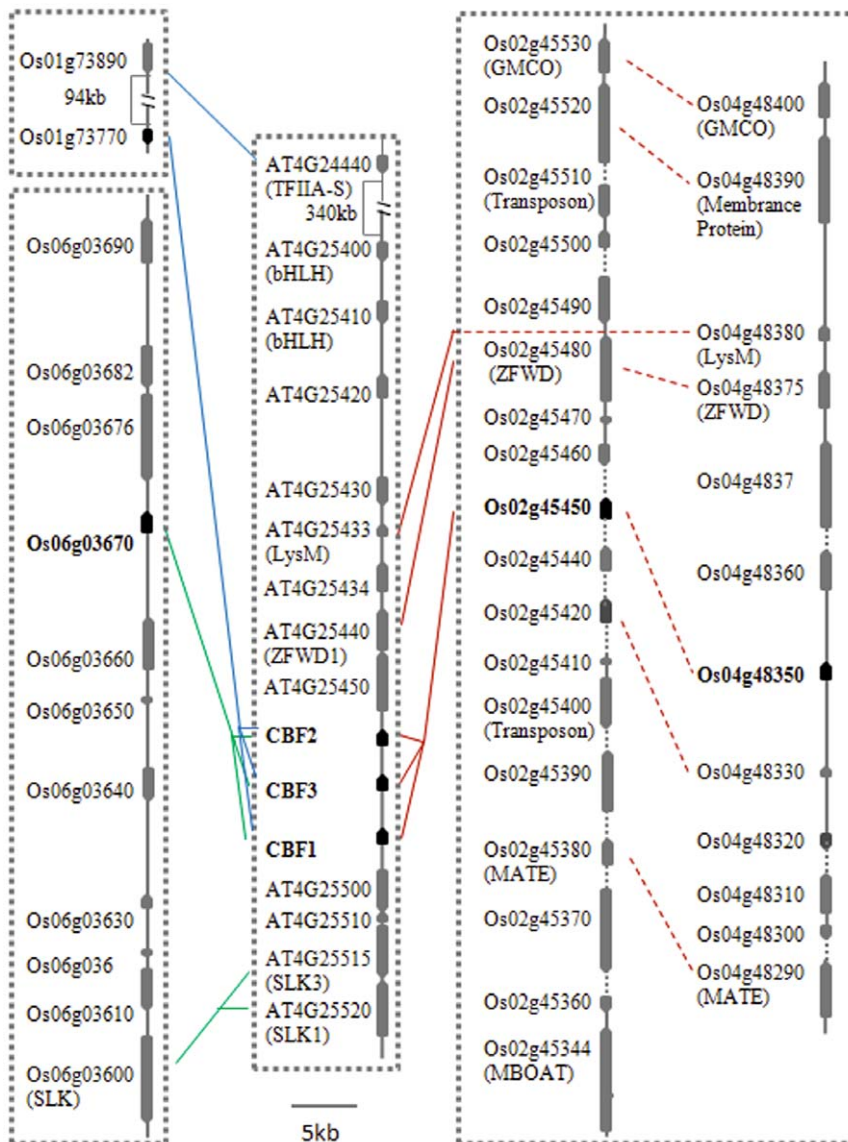 Os01g73890
94kb
Os01g73770
Os06g03690
Os06g03682
Os06g03676
Os06g03670
Os06g03660
Os06g03650
Os06g03640
Os06g03630
Os06g036
Os06g03610
Os06g03600
(SLK)
AT4G24440
(TFIIA-S)
340kb
AT4G25400
(bHLH)
AT4G25410
(bHLH)
AT4G25420
AT4G25430
AT4G25433
(LysM)
AT4G25434
AT4G25440
(ZFWD1)
AT4G25450
CBF2
CBF3
CBF1
AT4G25500
AT4G25510
AT4G25515
(SLK3)
AT4G25520
(SLK1)
5kb
Os02g45530
(GMCO)
Os02g45520
Os02g45510
(Transposon)
Os02g45500
Os02g45490
Os02g45480
(ZFWD)
Os02g45470
Os02g45460
Os02g45450
Os02g45440
Os02g45420
Os02g45410
Os02g45400
(Transposon)
Os02g45390
Os02g45380
(MATE)
Os02g45370
Os02g45360
Os02g45344
(MBOAT)
Os04g48400
(GMCO)
Os04g48390
(Membrance
Protein)
Os04g48380
(LysM)
Os04g48375
(ZFWD)
Os04g4837
Os04g48360
Os04g48350
Os04g48330
Os04g48320
Os04g48310
Os04g48300
Os04g48290
(MATE)